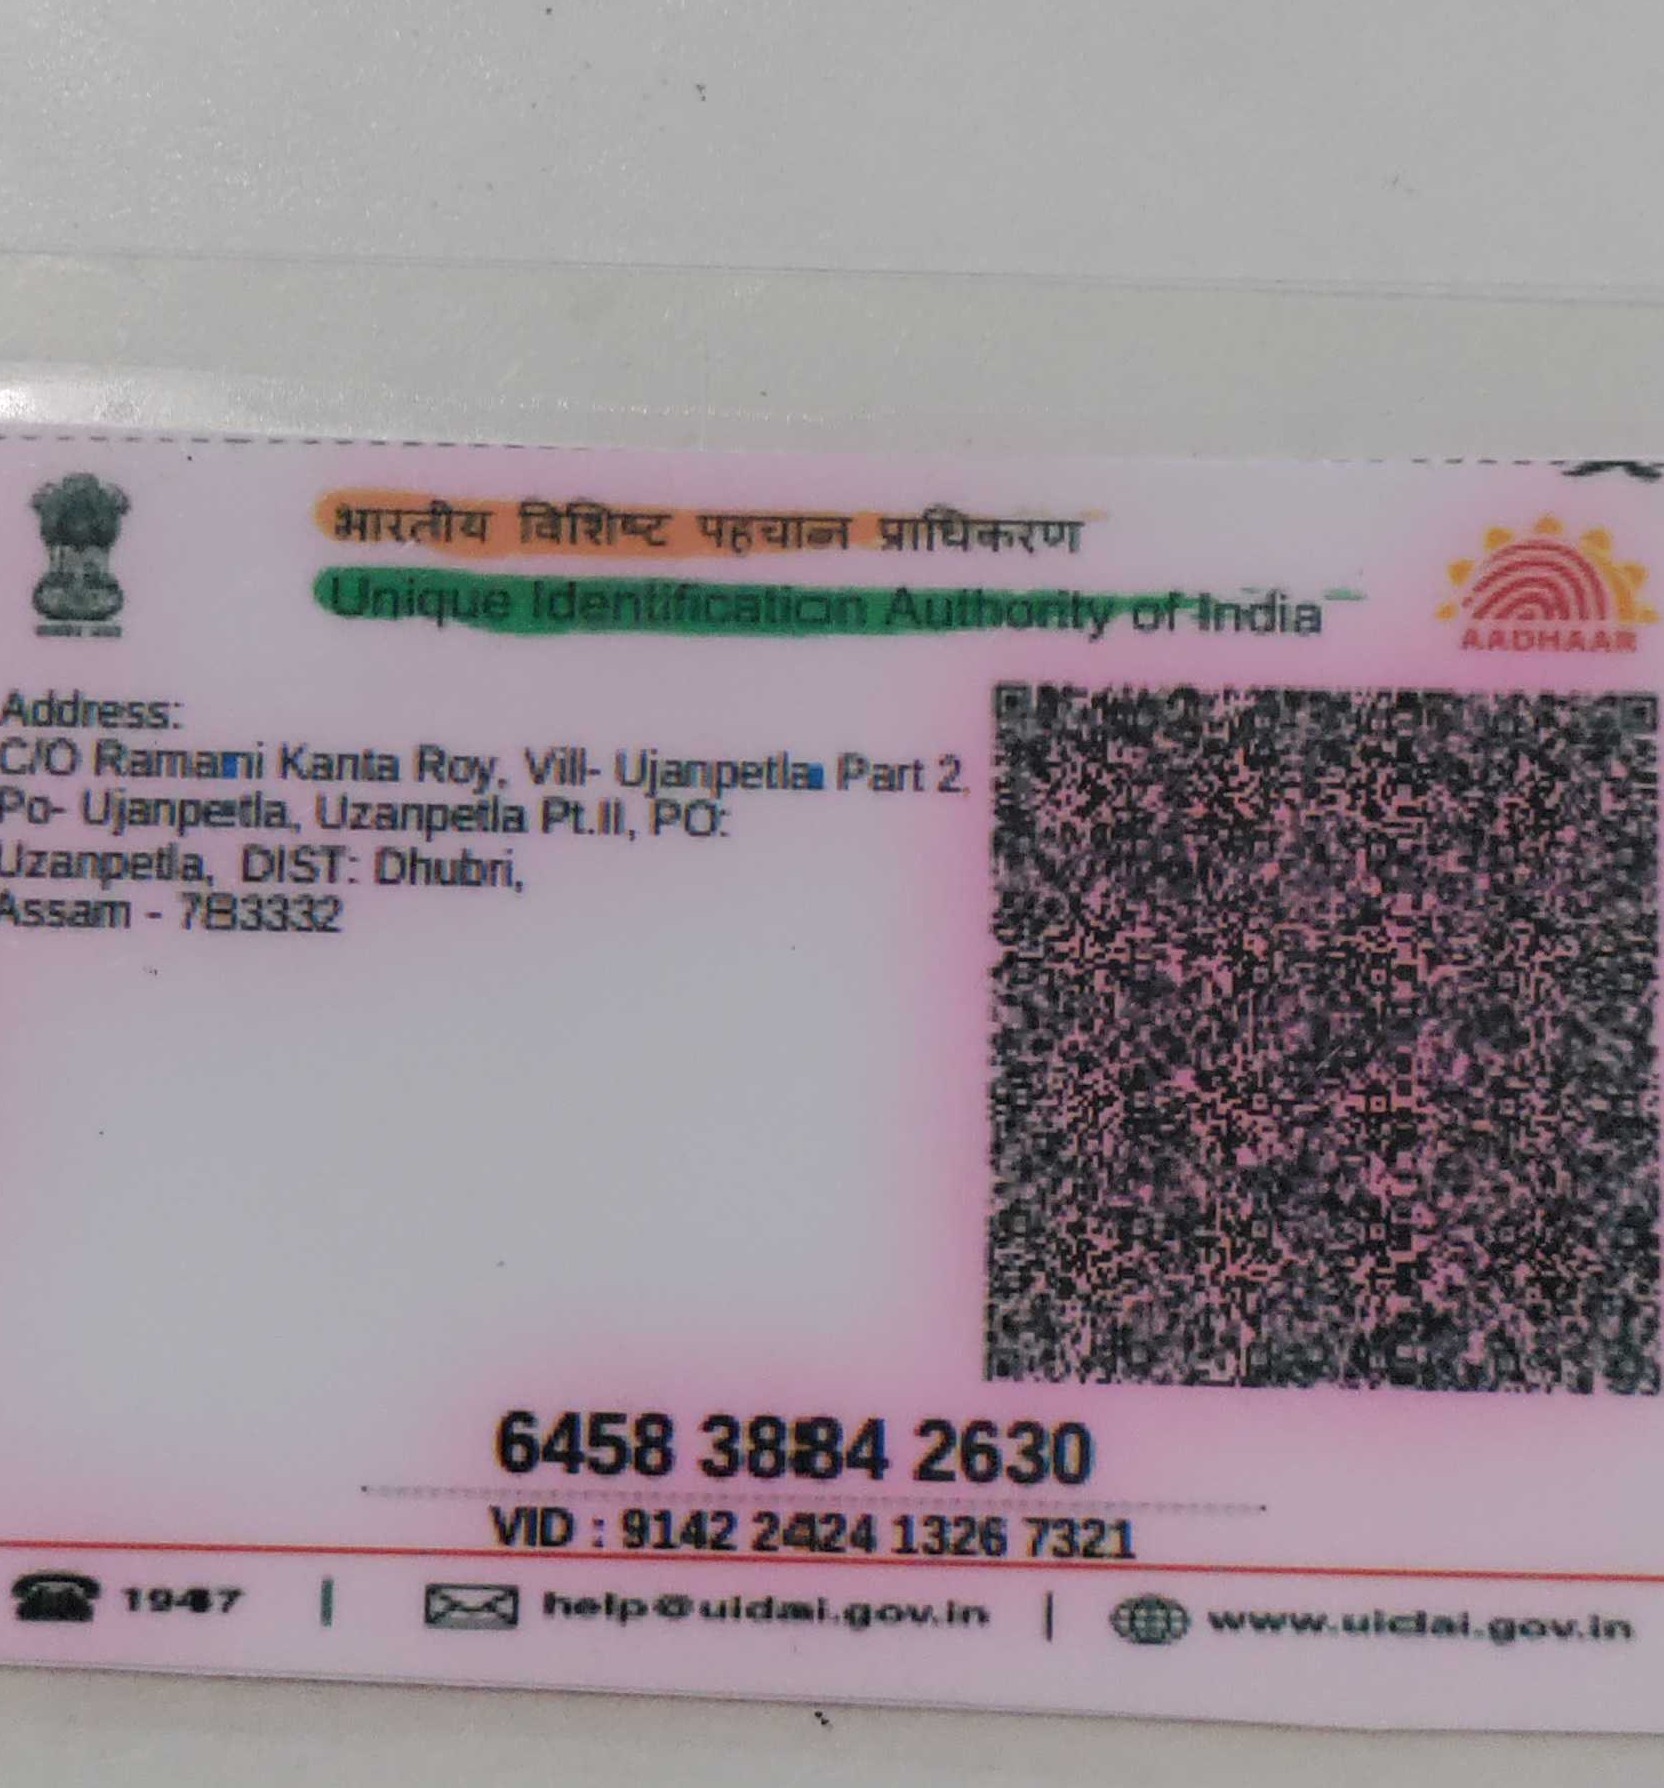 भारतीय विशिष्ट पहचान प्राधिकरण
Unique Identification Authority of India
AADHAAR
Address:
C/O Ramani Kanta Roy, Vill- Ujanpetla Part 2,
Po- Ujanpetla, Uzanpetla Pt.II, PO:
Uzanpetla, DIST: Dhubri,
Assam - 783332
6458 3884 2630
VID : 9142 2424 1326 7321
1947 | help@uidai.gov.in | www.uidai.gov.in